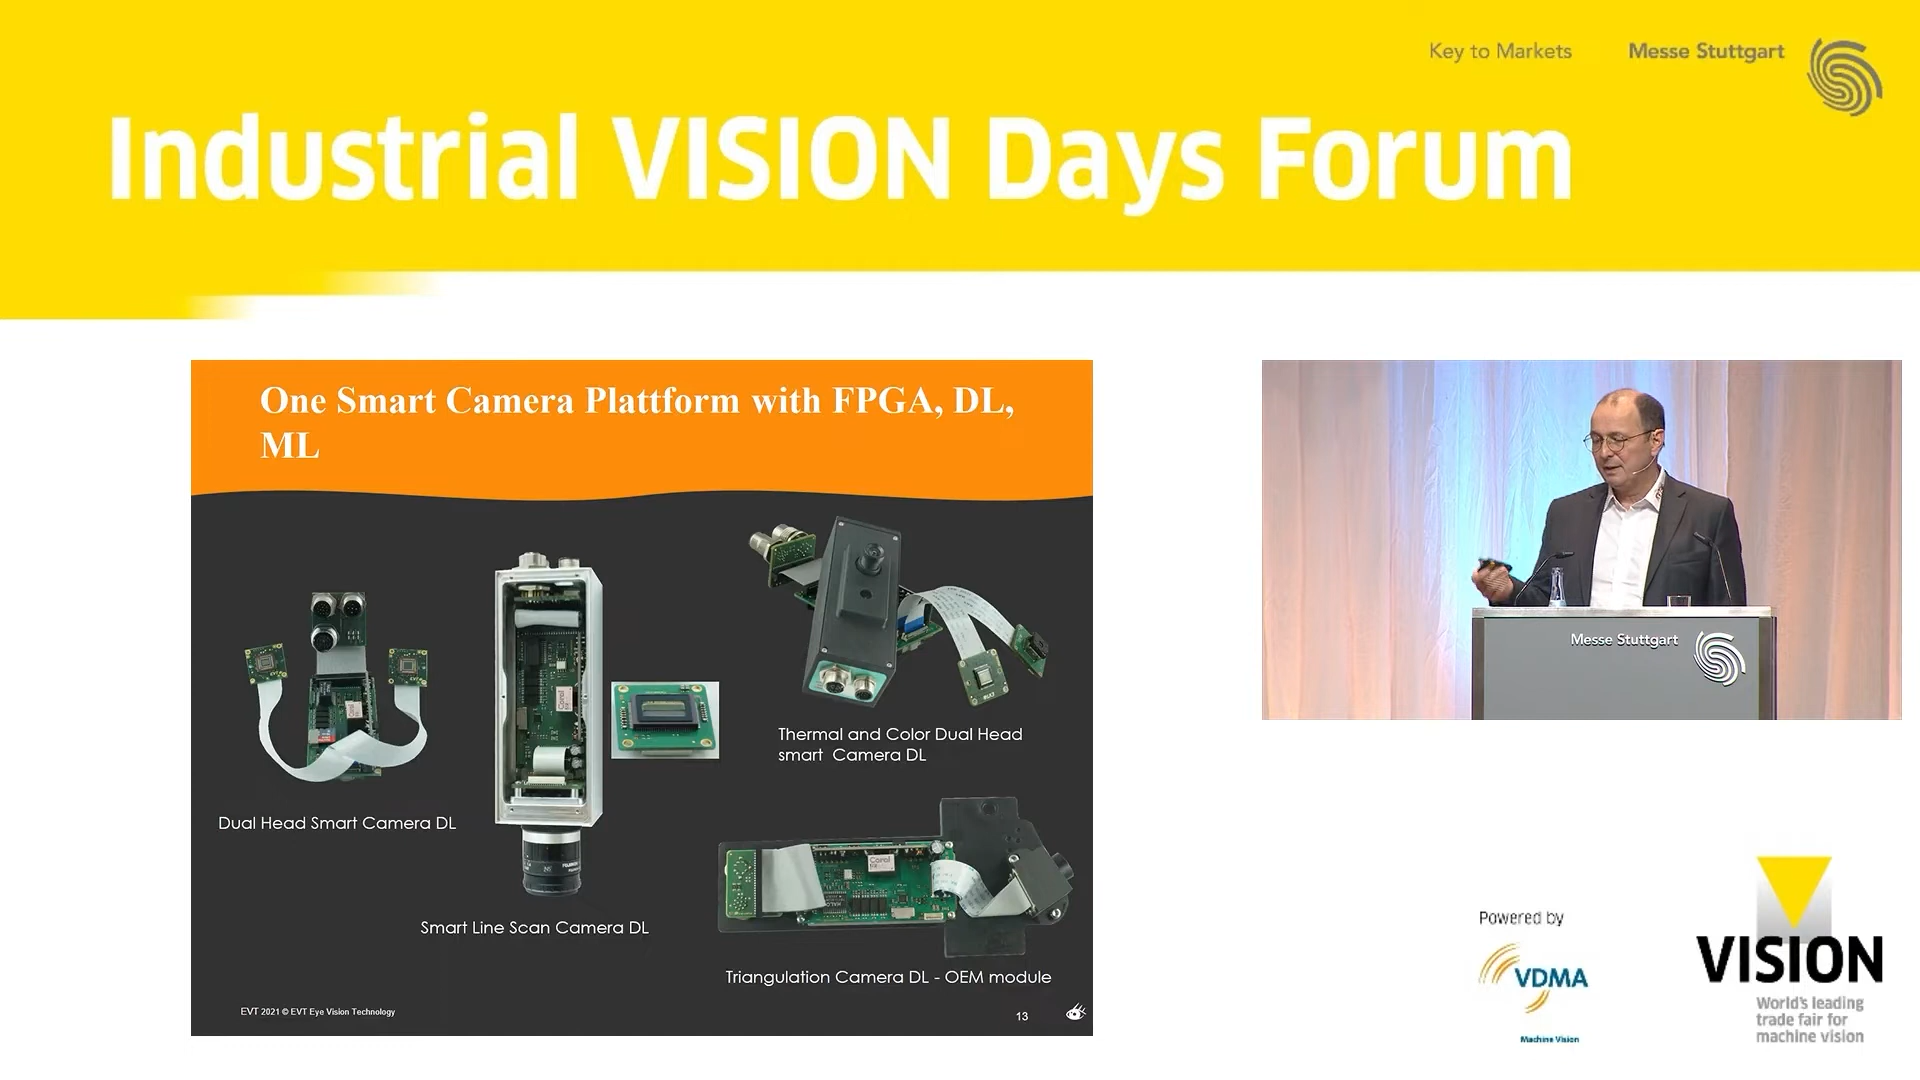 Key to Markets
Messe Stuttgart
Industrial VISION Days Forum
One Smart Camera Plattform with FPGA, DL,
ML
Coral
Thermal and Color Dual Head
smart Camera DL
Dual Head Smart Camera DL
Coral
Smart Line Scan Camera DL
Triangulation Camera DL - OEM module
EVT 2021 © EVT Eye Vision Technology
13
Messe Stuttgart
Powered by
VDMA
Machine Vision
VISION
World's leading
trade fair for
machine vision